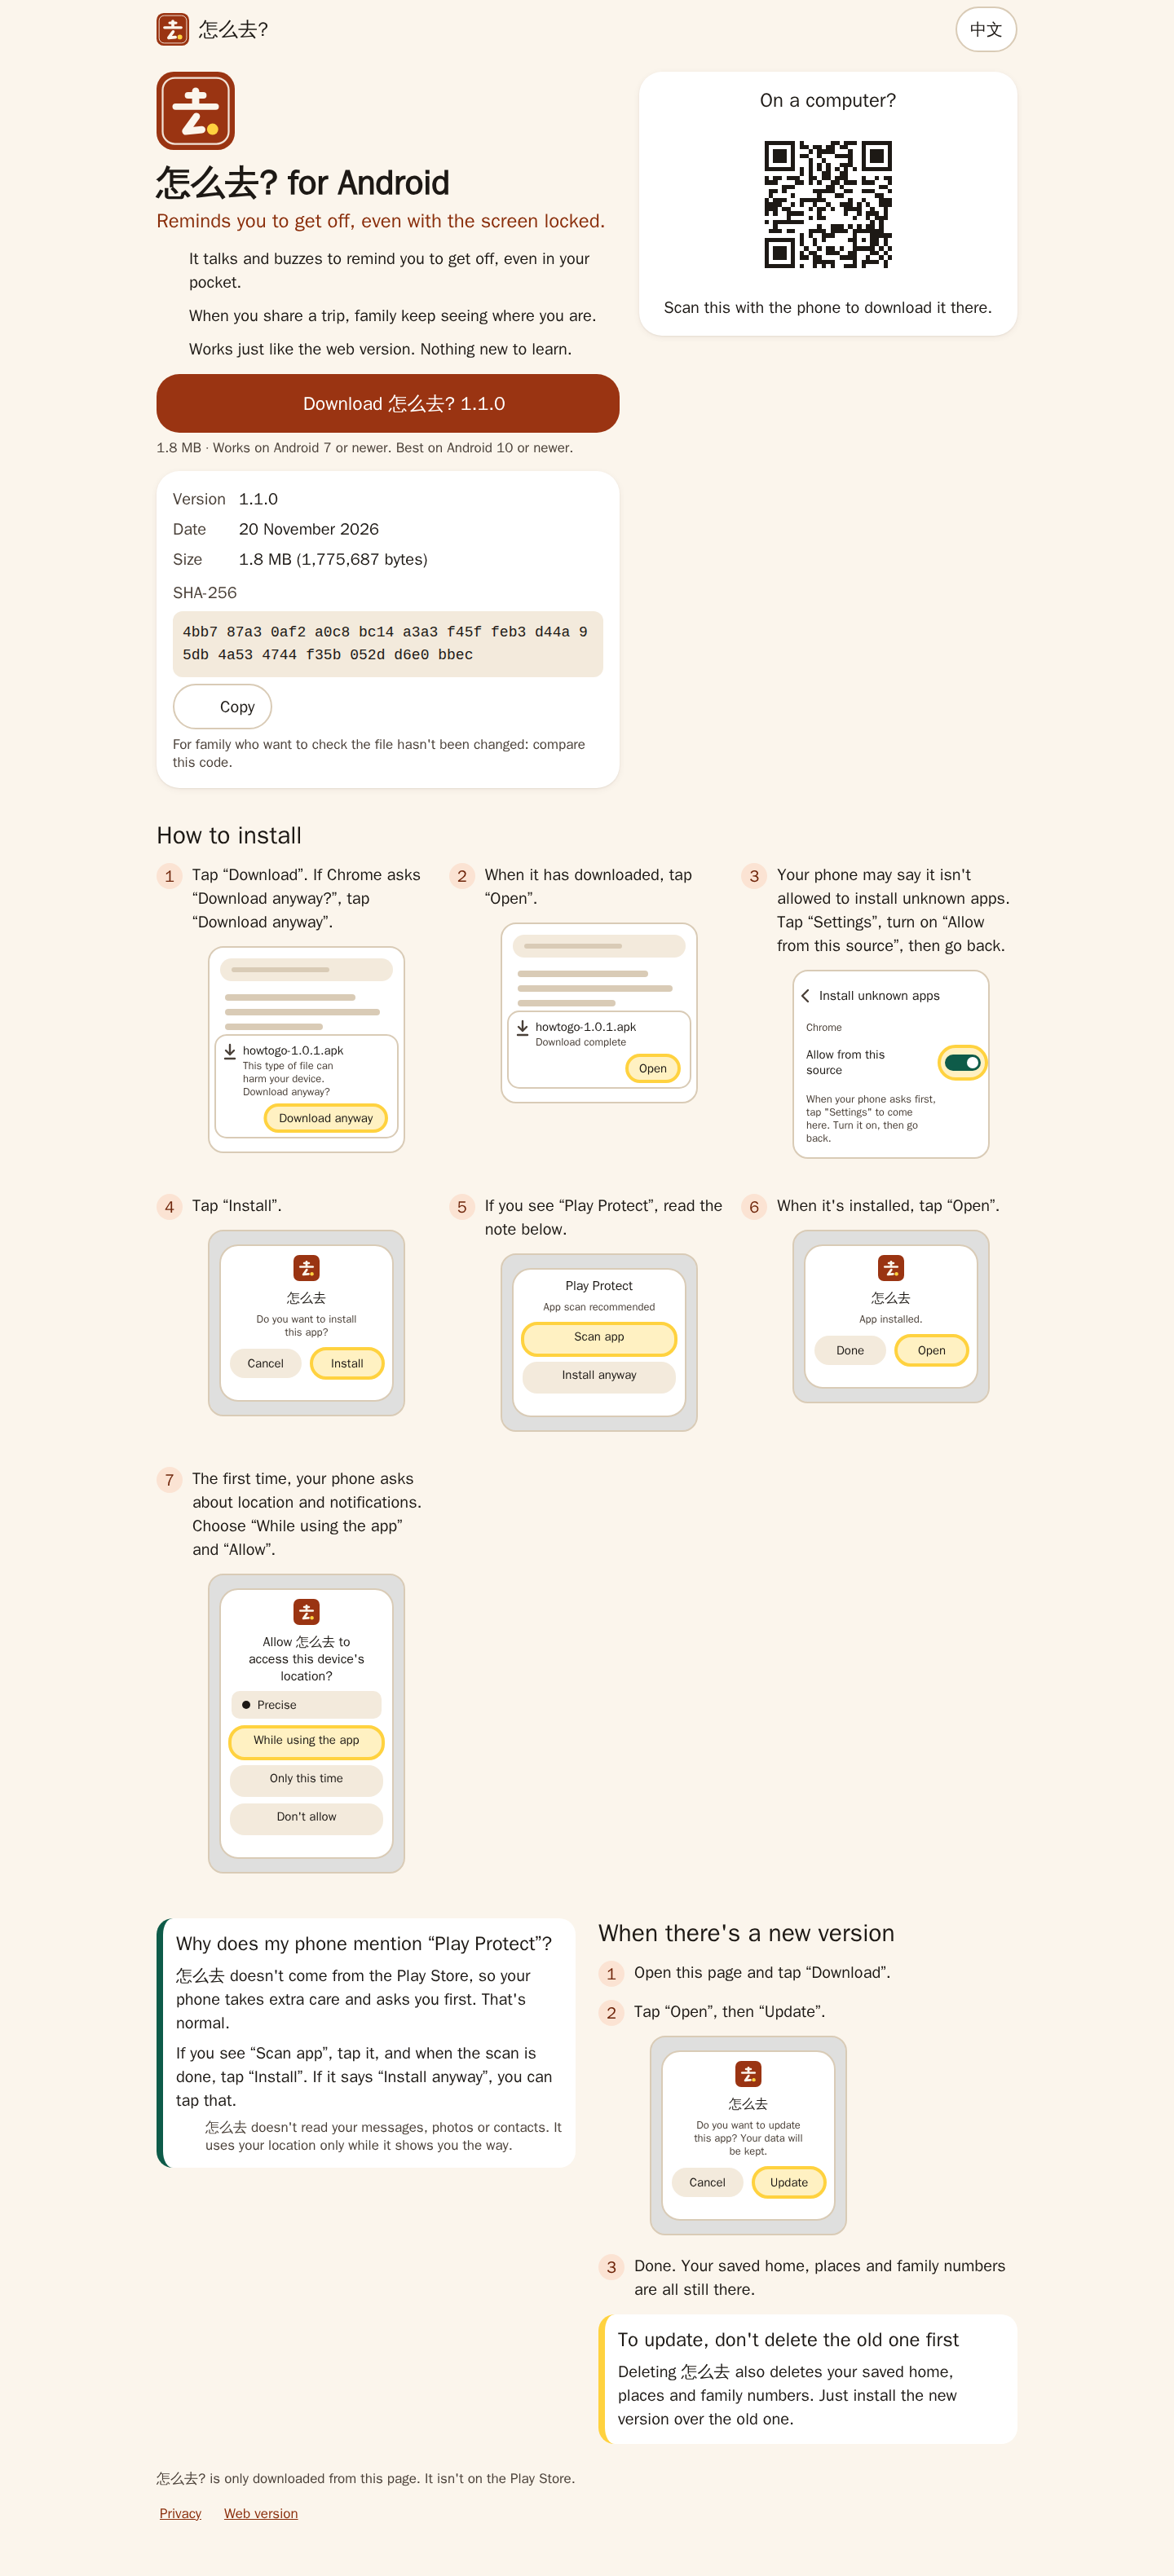 怎么去?
中文
去
怎么去? for Android
Reminds you to get off, even with the screen locked.
It talks and buzzes to remind you to get off, even in your
pocket.
When you share a trip, family keep seeing where you are.
Works just like the web version. Nothing new to learn.
Download 怎么去? 1.1.0
1.8 MB · Works on Android 7 or newer. Best on Android 10 or newer.
On a computer?
Scan this with the phone to download it there.
Version 1.1.0
Date 20 November 2026
Size 1.8 MB (1,775,687 bytes)
SHA-256
4bb7 87a3 0af2 a0c8 bc14 a3a3 f45f feb3 d44a 9
5db 4a53 4744 f35b 052d d6e0 bbec
Copy
For family who want to check the file hasn't been changed: compare
this code.
How to install
1 Tap “Download”. If Chrome asks
“Download anyway?”, tap
“Download anyway”.
howtogo-1.0.1.apk
This type of file can
harm your device.
Download anyway?
Download anyway
2 When it has downloaded, tap
“Open”.
howtogo-1.0.1.apk
Download complete
Open
3 Your phone may say it isn't
allowed to install unknown apps.
Tap “Settings”, turn on “Allow
from this source”, then go back.
Install unknown apps
Chrome
Allow from this
source
When your phone asks first,
tap "Settings" to come
here. Turn it on, then go
back.
4 Tap “Install”.
怎么去
Do you want to install
this app?
Cancel Install
5 If you see “Play Protect”, read the
note below.
Play Protect
App scan recommended
Scan app
Install anyway
6 When it's installed, tap “Open”.
怎么去
App installed.
Done Open
7 The first time, your phone asks
about location and notifications.
Choose “While using the app”
and “Allow”.
Allow 怎么去 to
access this device's
location?
Precise
While using the app
Only this time
Don't allow
Why does my phone mention “Play Protect”?
怎么去 doesn't come from the Play Store, so your
phone takes extra care and asks you first. That's
normal.
If you see “Scan app”, tap it, and when the scan is
done, tap “Install”. If it says “Install anyway”, you can
tap that.
怎么去 doesn't read your messages, photos or contacts. It
uses your location only while it shows you the way.
When there's a new version
1 Open this page and tap “Download”.
2 Tap “Open”, then “Update”.
怎么去
Do you want to update
this app? Your data will
be kept.
Cancel Update
3 Done. Your saved home, places and family numbers
are all still there.
To update, don't delete the old one first
Deleting 怎么去 also deletes your saved home,
places and family numbers. Just install the new
version over the old one.
怎么去? is only downloaded from this page. It isn't on the Play Store.
Privacy Web version